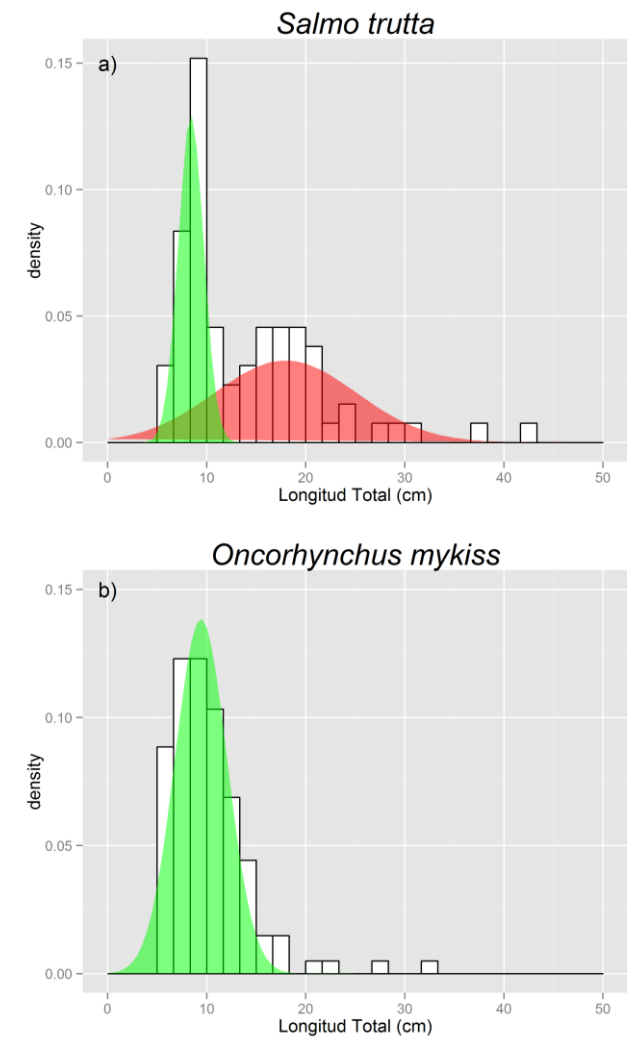 Salmo trutta
a)
0.15
0.10
0.05
0.00
density
0 10 20 30 40 50
Longitud Total (cm)
Oncorhynchus mykiss
b)
0.15
0.10
0.05
0.00
density
0 10 20 30 40 50
Longitud Total (cm)